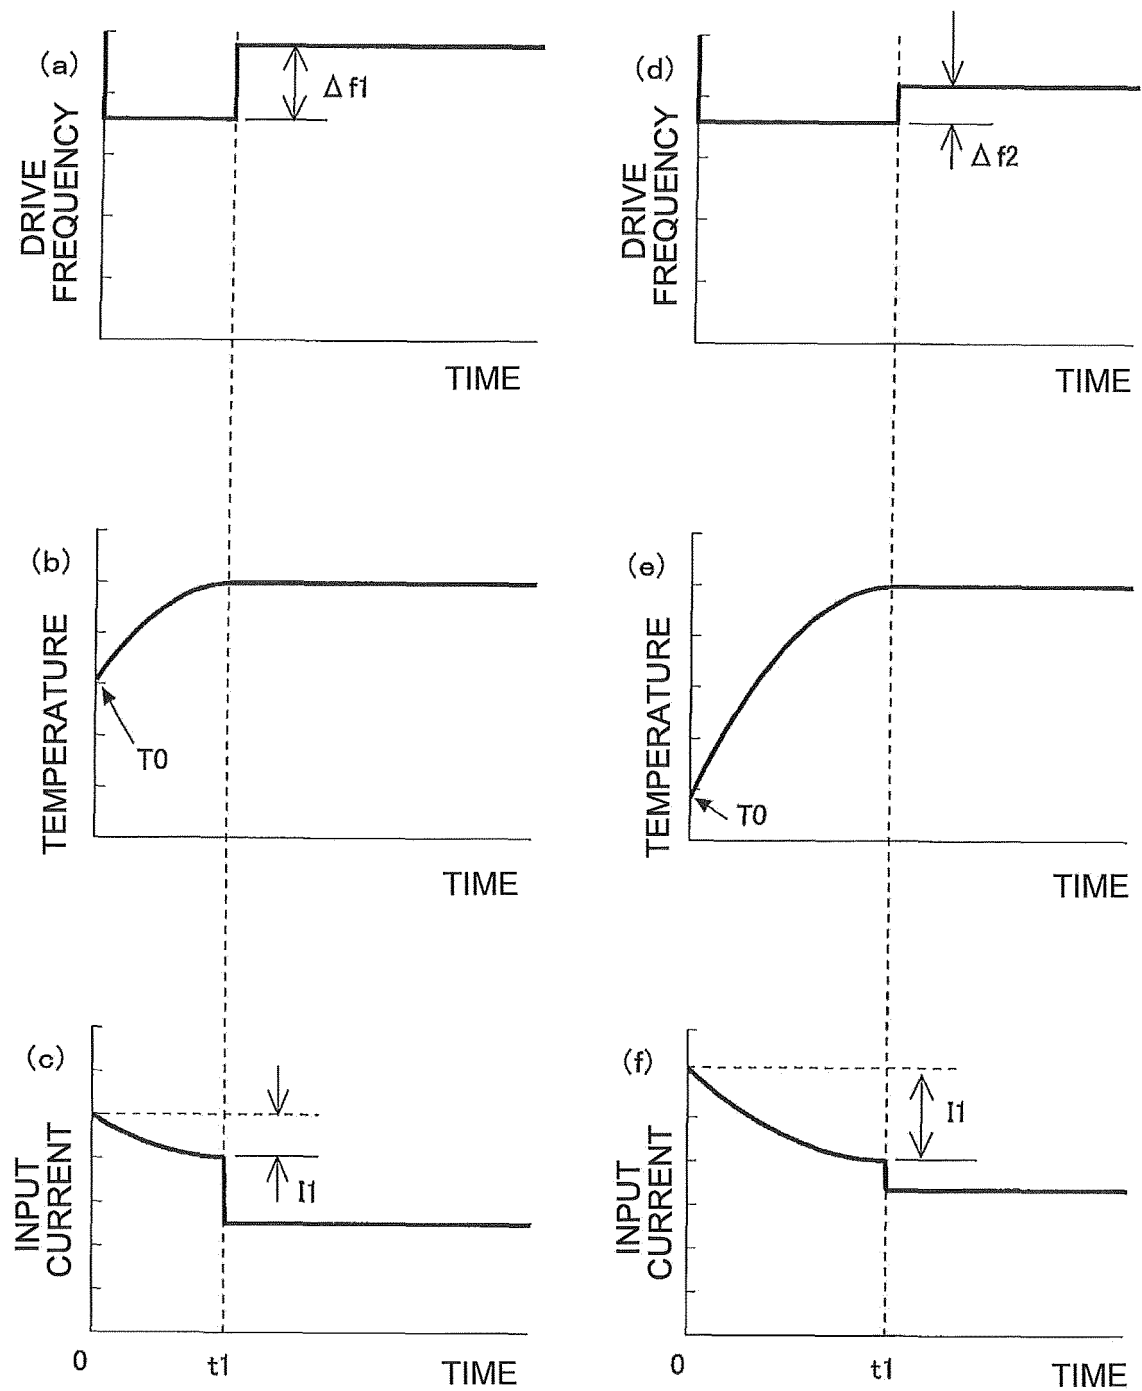 (a)
DRIVE
FREQUENCY
Δf1
TIME
(d)
DRIVE
FREQUENCY
Δf2
TIME
(b)
TEMPERATURE
T0
TIME
(e)
TEMPERATURE
T0
TIME
(c)
INPUT
CURRENT
I1
0
t1
TIME
(f)
INPUT
CURRENT
I1
0
t1
TIME